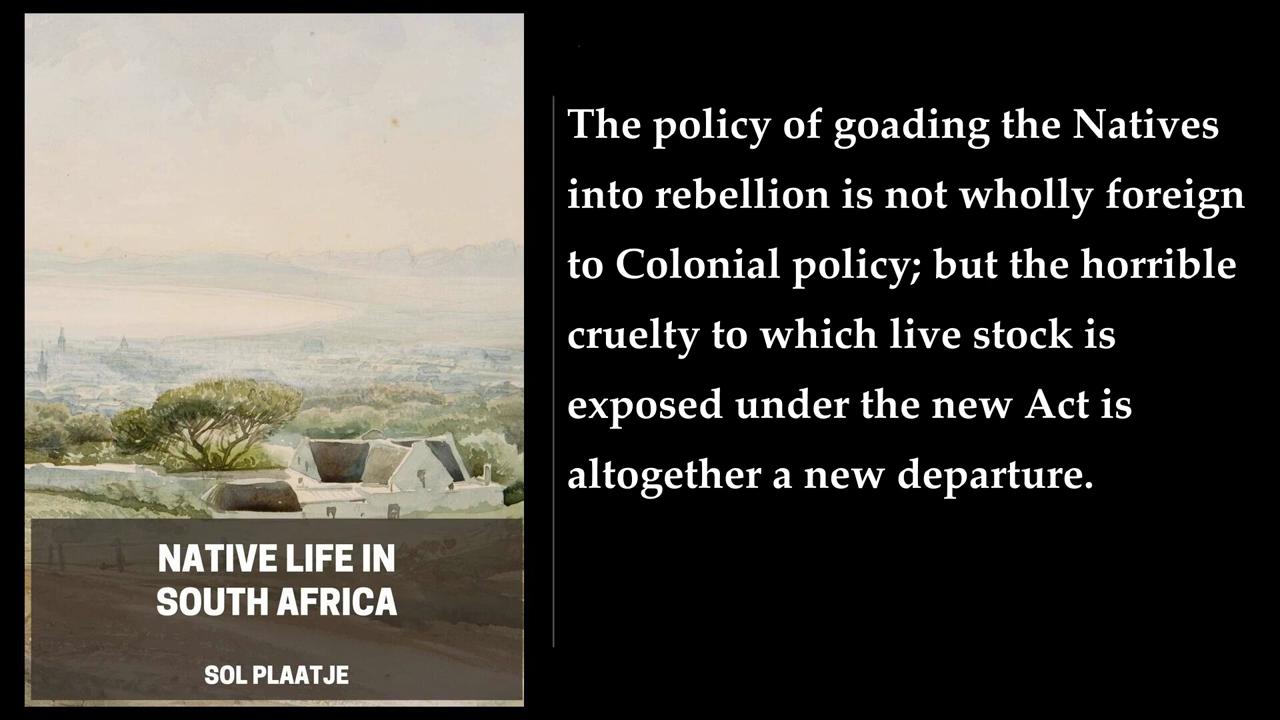 NATIVE LIFE IN
SOUTH AFRICA
SOL PLAATJE
The policy of goading the Natives
into rebellion is not wholly foreign
to Colonial policy; but the horrible
cruelty to which live stock is
exposed under the new Act is
altogether a new departure.